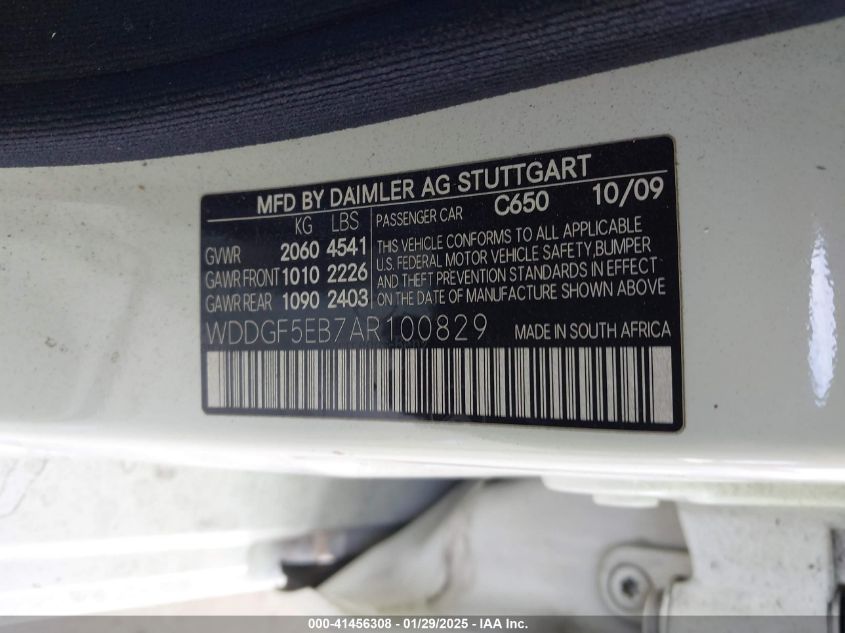 MFD BY DAIMLER AG STUTTGART
KG LBS PASSENGER CAR C650 10/09
GVWR 2060 4541
GAWR FRONT 1010 2226
GAWR REAR 1090 2403
THIS VEHICLE CONFORMS TO ALL APPLICABLE
U.S. FEDERAL MOTOR VEHICLE SAFETY, BUMPER
AND THEFT PREVENTION STANDARDS IN EFFECT
ON THE DATE OF MANUFACTURE SHOWN ABOVE
WDDGF5EB7AR100829 MADE IN SOUTH AFRICA
000-41456308 - 01/29/2025 - IAA Inc.